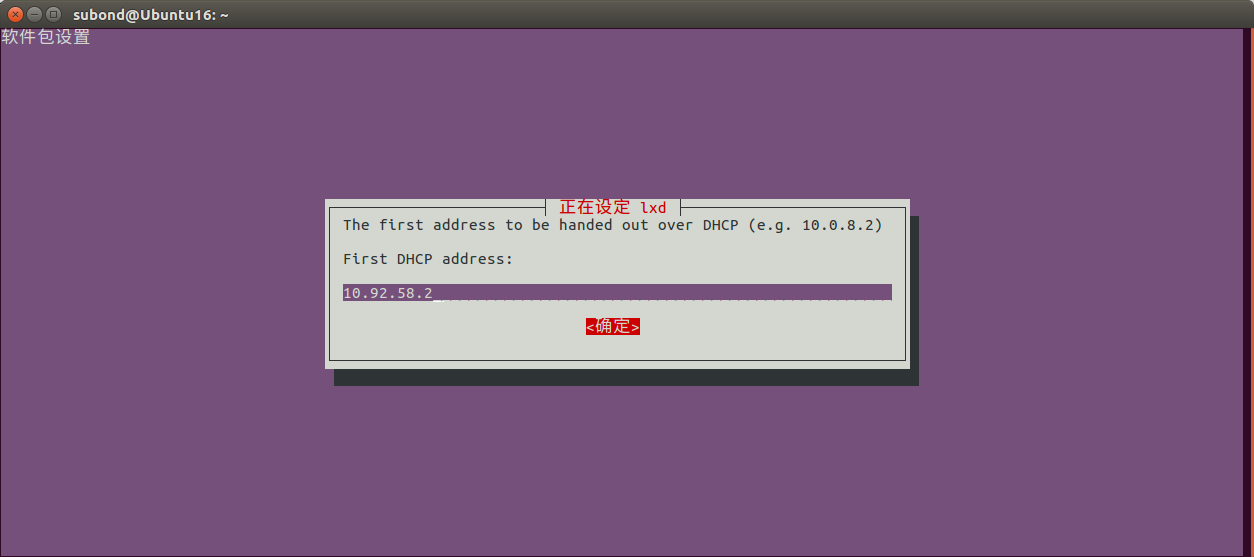 subond@Ubuntu16: ~
软件包设置
正在设定 lxd
The first address to be handed out over DHCP (e.g. 10.0.8.2)
First DHCP address:
10.92.58.2
<确定>